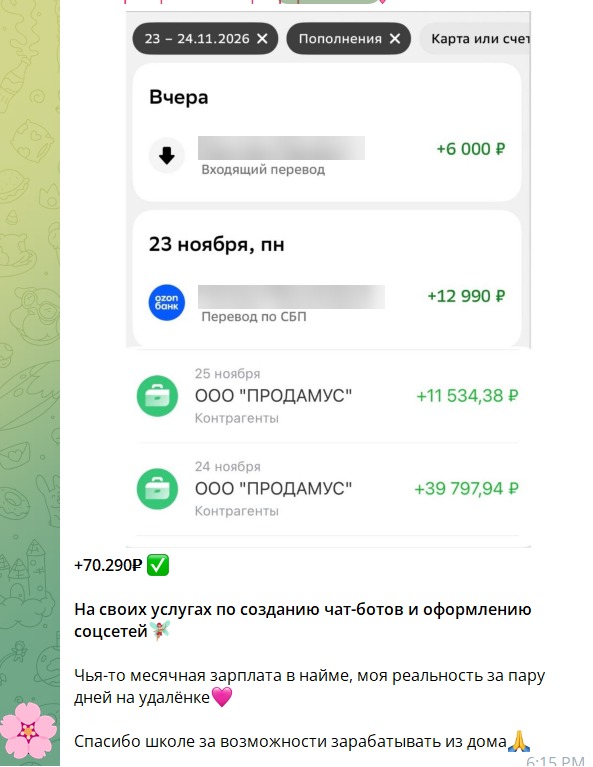 23 – 24.11.2026 ✕ Пополнения ✕ Карта или счет
Вчера
+6 000 ₽
Входящий перевод
23 ноября, пн
ozon банк
+12 990 ₽
Перевод по СБП
25 ноября
ООО "ПРОДАМУС" +11 534,38 ₽
Контрагенты
24 ноября
ООО "ПРОДАМУС" +39 797,94 ₽
Контрагенты
+70.290₽ ✅
На своих услугах по созданию чат-ботов и оформлению
соцсетей🧚
Чья-то месячная зарплата в найме, моя реальность за пару
дней на удалёнке💗
Спасибо школе за возможности зарабатывать из дома🙏
6:15 PM